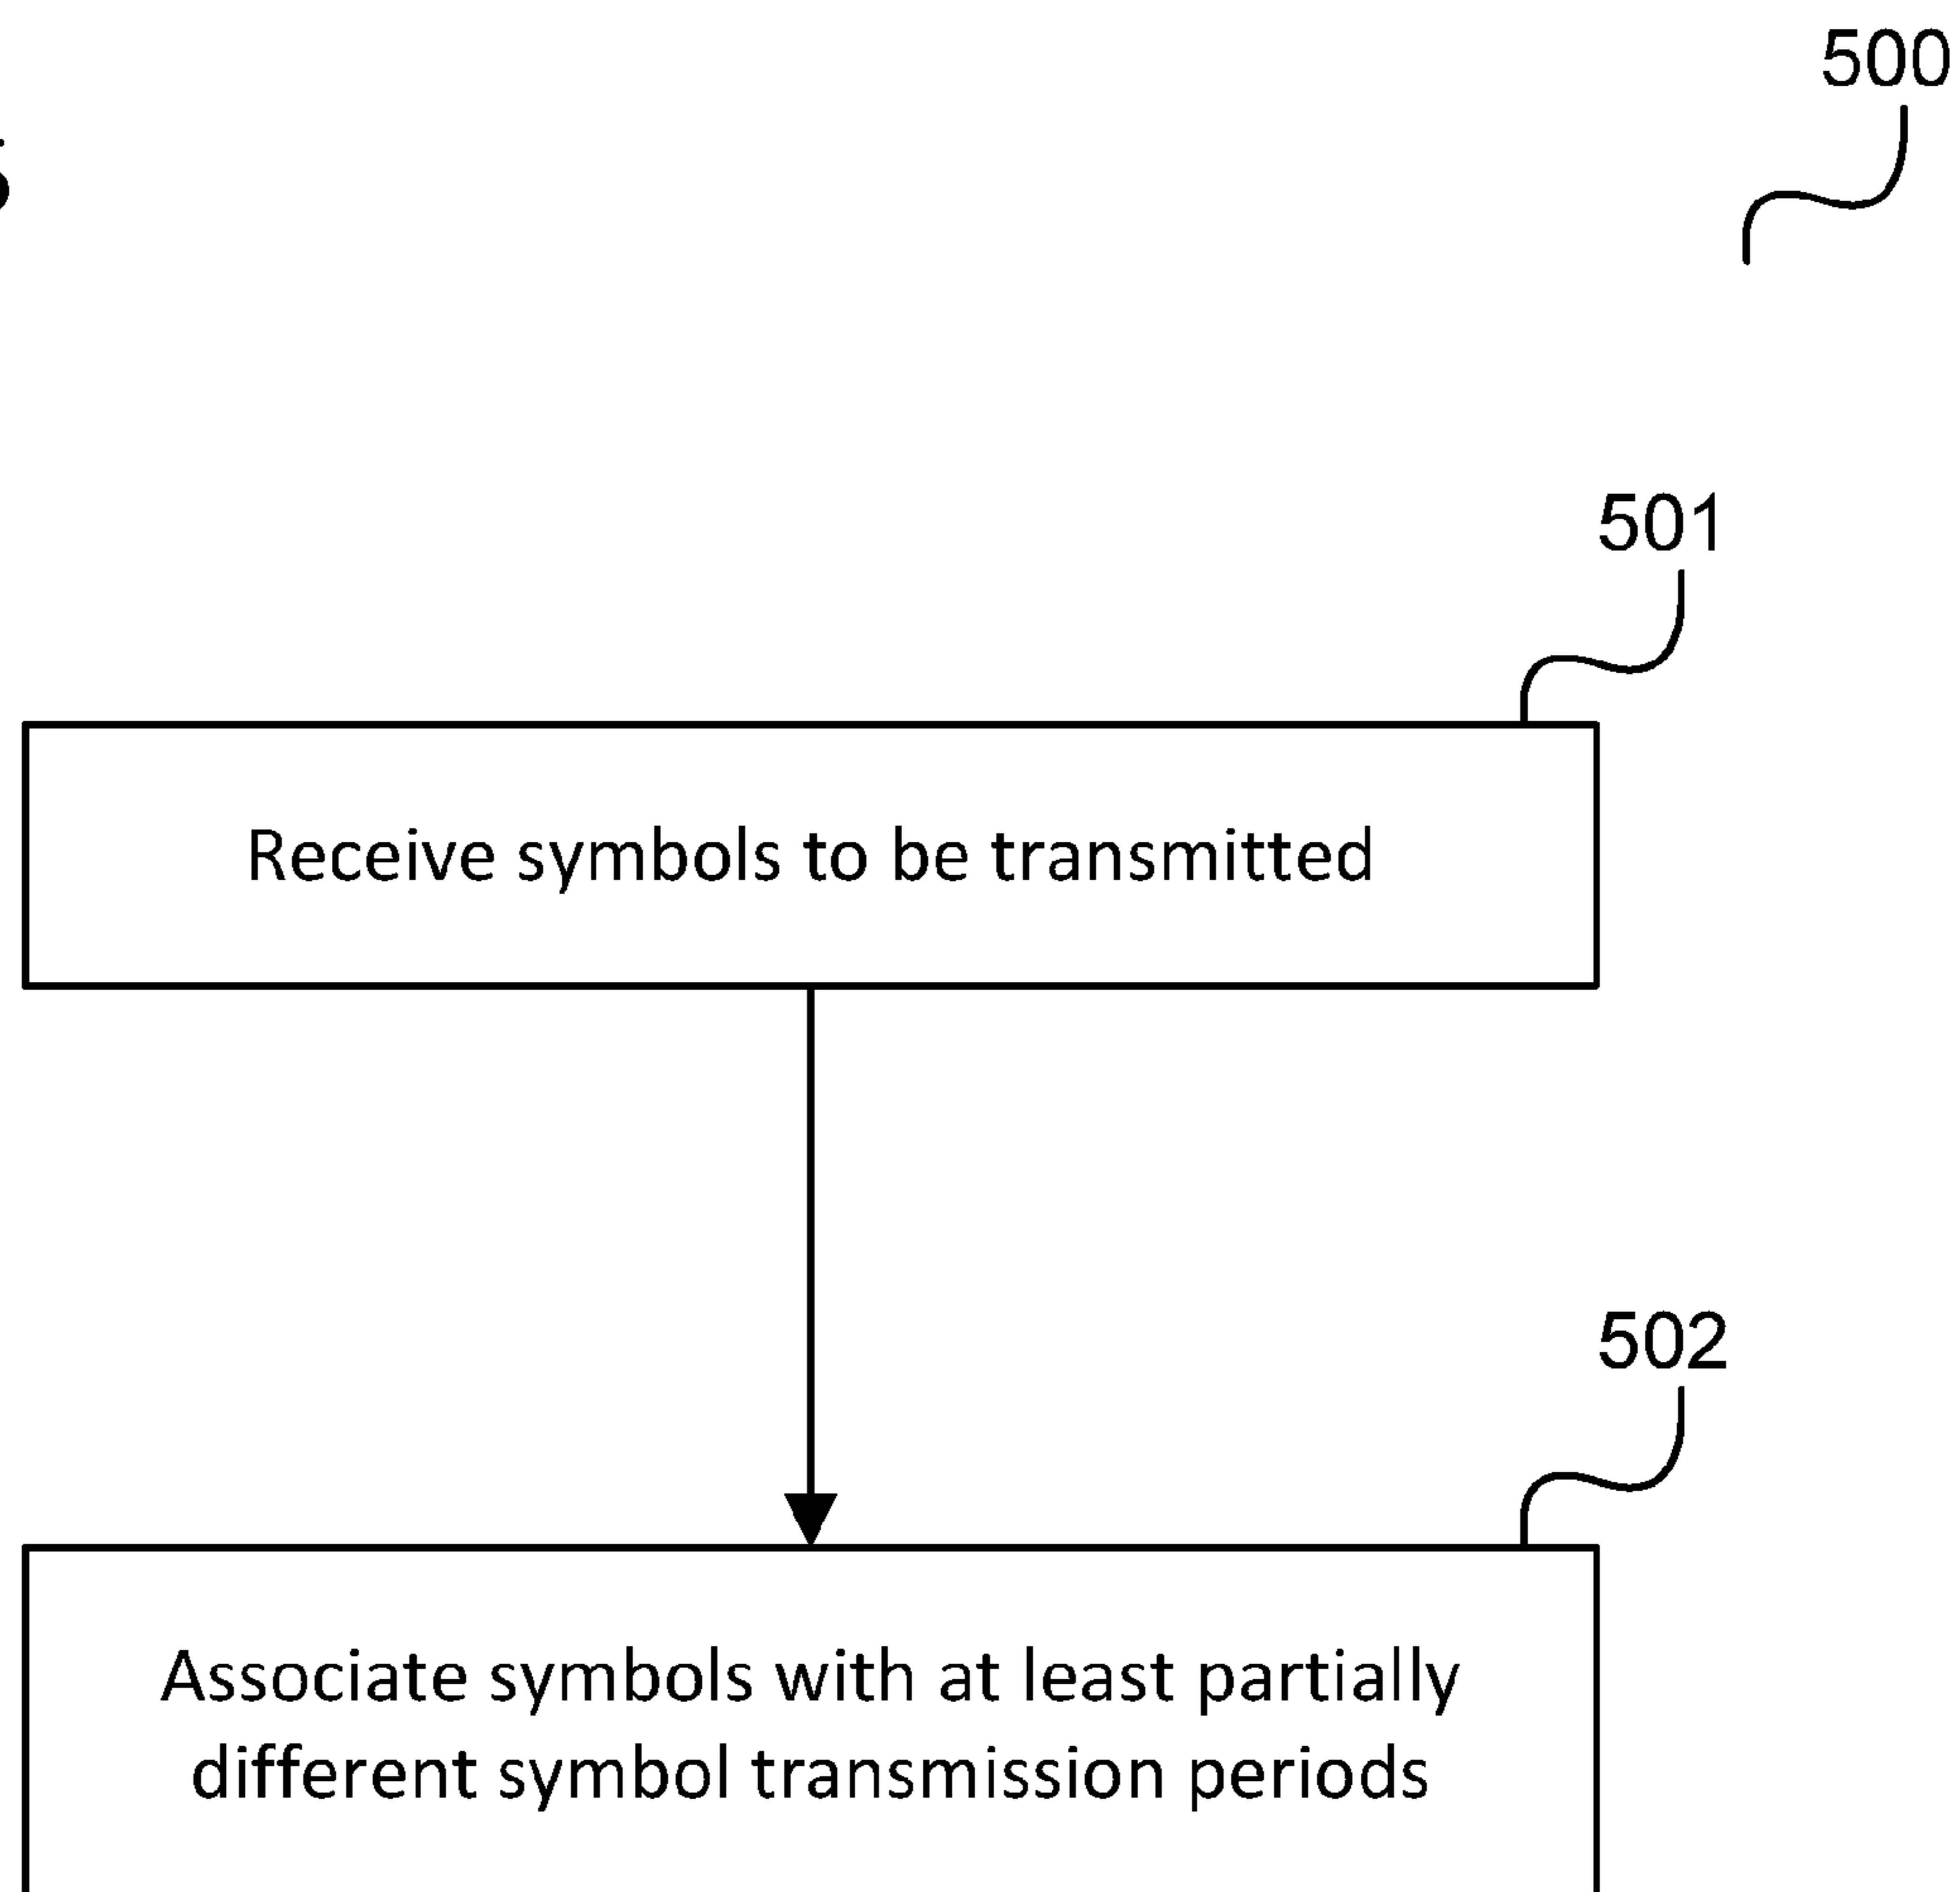 500
501
Receive symbols to be transmitted
502
Associate symbols with at least partially
different symbol transmission periods